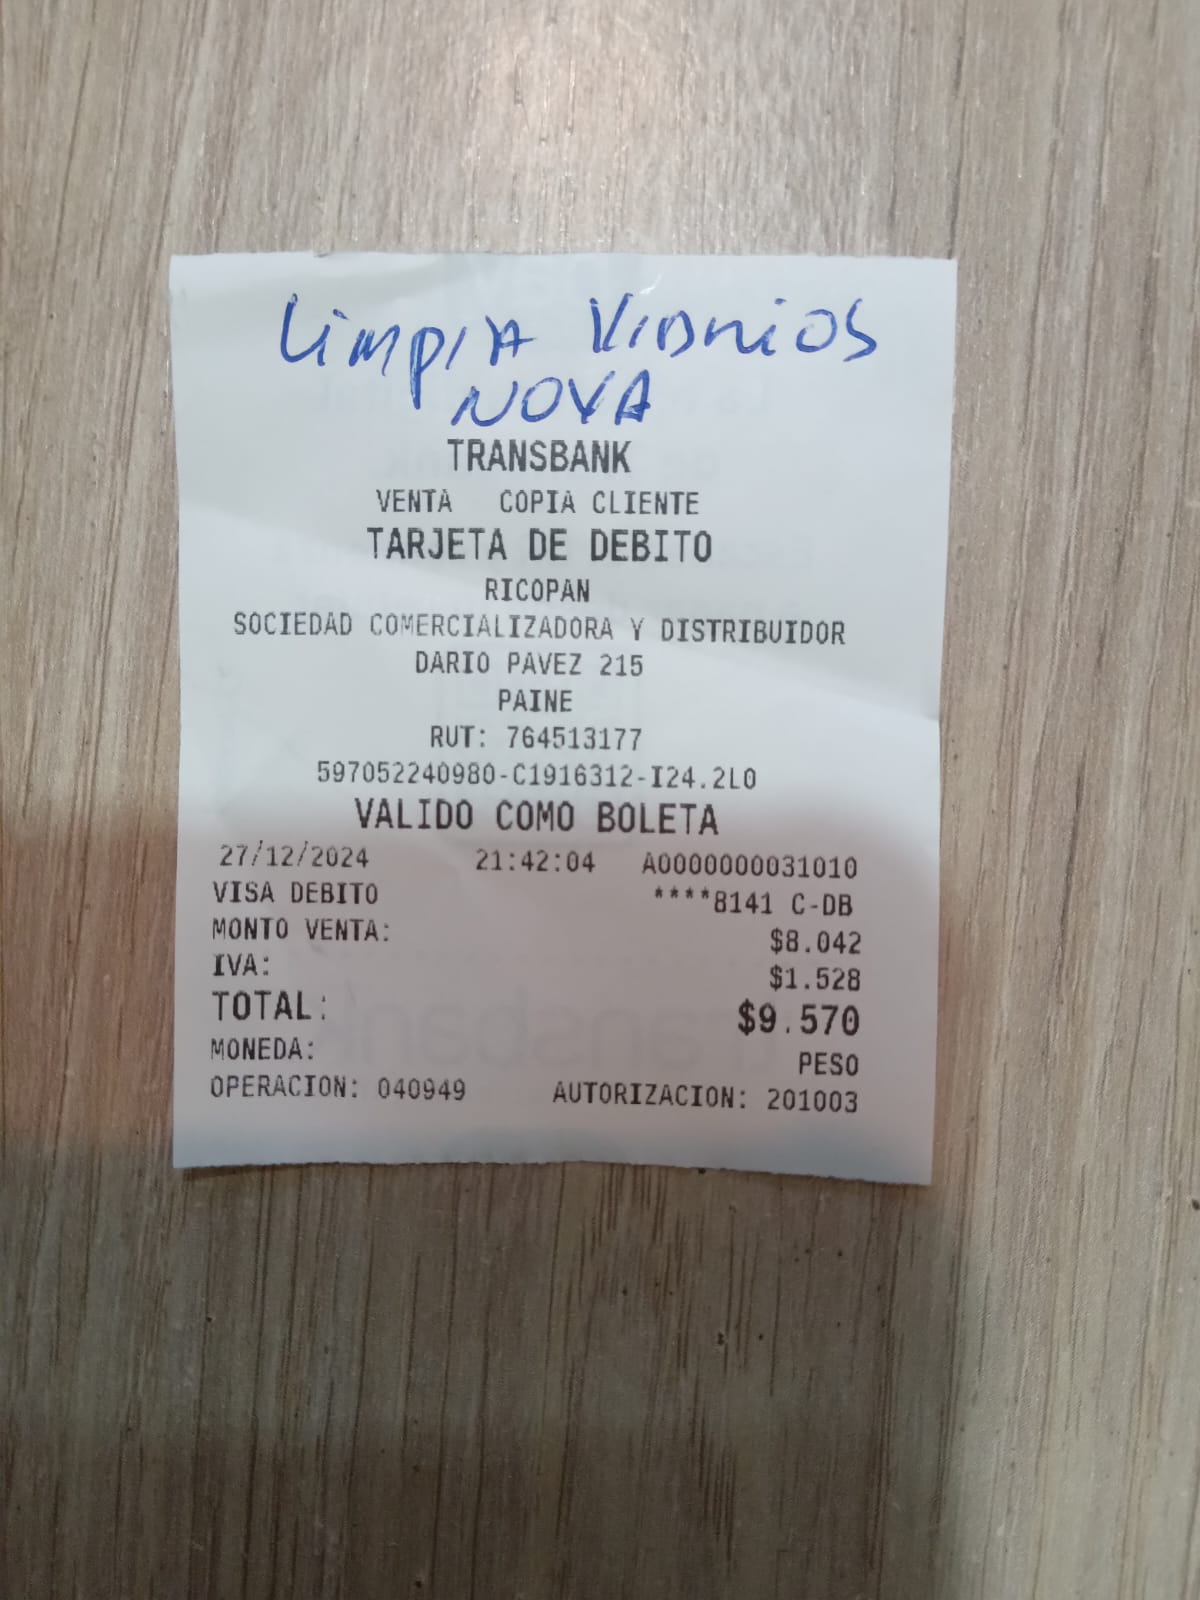 Limpia Vidrios
NOVA
TRANSBANK
VENTA COPIA CLIENTE
TARJETA DE DEBITO
RICOPAN
SOCIEDAD COMERCIALIZADORA Y DISTRIBUIDOR
DARIO PAVEZ 215
PAINE
RUT: 764513177
597052240980-C1916312-I24.2L0
VALIDO COMO BOLETA
27/12/2024 21:42:04 A0000000031010
VISA DEBITO ****8141 C-DB
MONTO VENTA: $8.042
IVA: $1.528
TOTAL: $9.570
MONEDA: PESO
OPERACION: 040949 AUTORIZACION: 201003